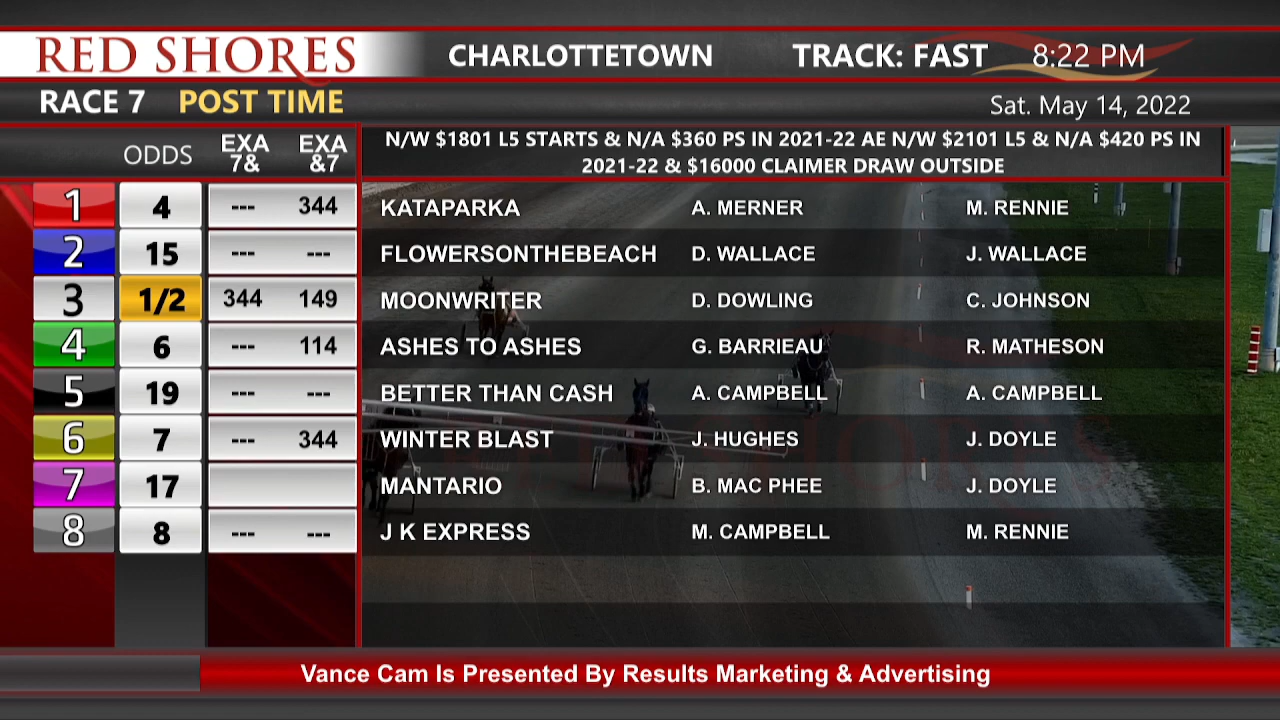 RED SHORES CHARLOTTETOWN TRACK: FAST 8:22 PM
RACE 7 POST TIME Sat. May 14, 2022
ODDS EXA 7& EXA &7
N/W $1801 L5 STARTS & N/A $360 PS IN 2021-22 AE N/W $2101 L5 & N/A $420 PS IN
2021-22 & $16000 CLAIMER DRAW OUTSIDE
1 4 --- 344 KATAPARKA A. MERNER M. RENNIE
2 15 --- --- FLOWERSONTHEBEACH D. WALLACE J. WALLACE
3 1/2 344 149 MOONWRITER D. DOWLING C. JOHNSON
4 6 --- 114 ASHES TO ASHES G. BARRIEAU R. MATHESON
5 19 --- --- BETTER THAN CASH A. CAMPBELL A. CAMPBELL
6 7 --- 344 WINTER BLAST J. HUGHES J. DOYLE
7 17 MANTARIO B. MAC PHEE J. DOYLE
8 8 --- --- J K EXPRESS M. CAMPBELL M. RENNIE
Vance Cam Is Presented By Results Marketing & Advertising